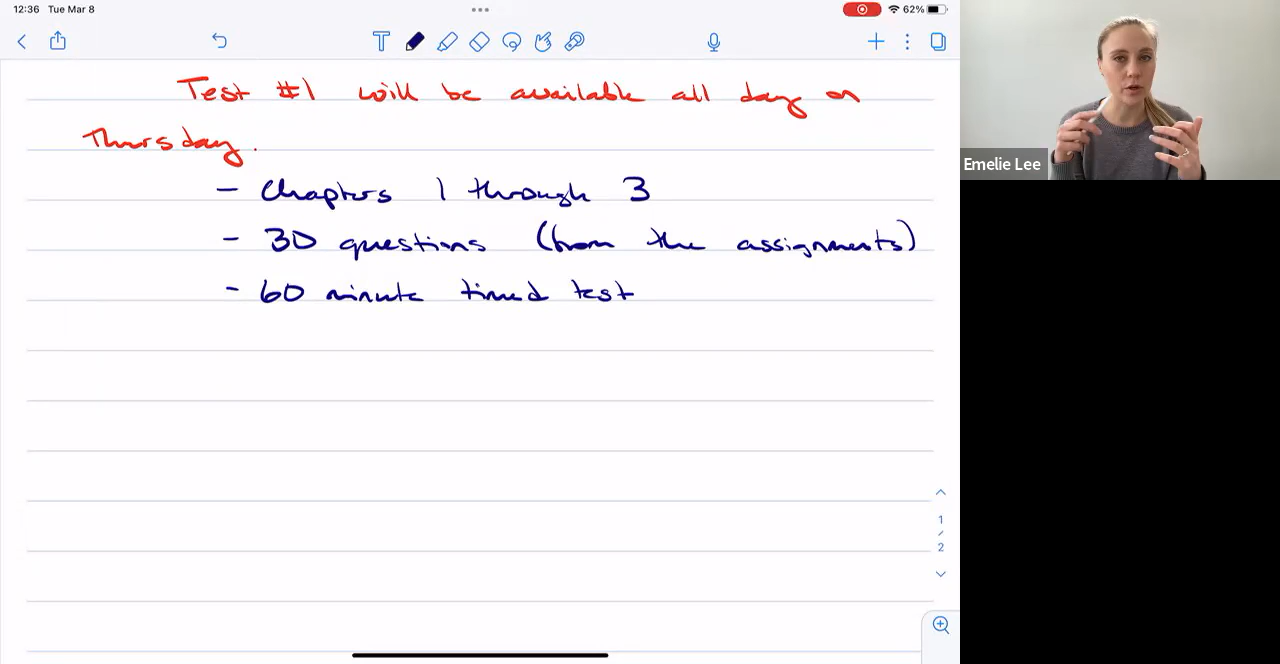 12:36 Tue Mar 8
62%
Test #1 will be available all day on
Thursday.
- Chapters 1 through 3
- 30 questions (from the assignments)
- 60 minute timed test
Emelie Lee
1
/
2